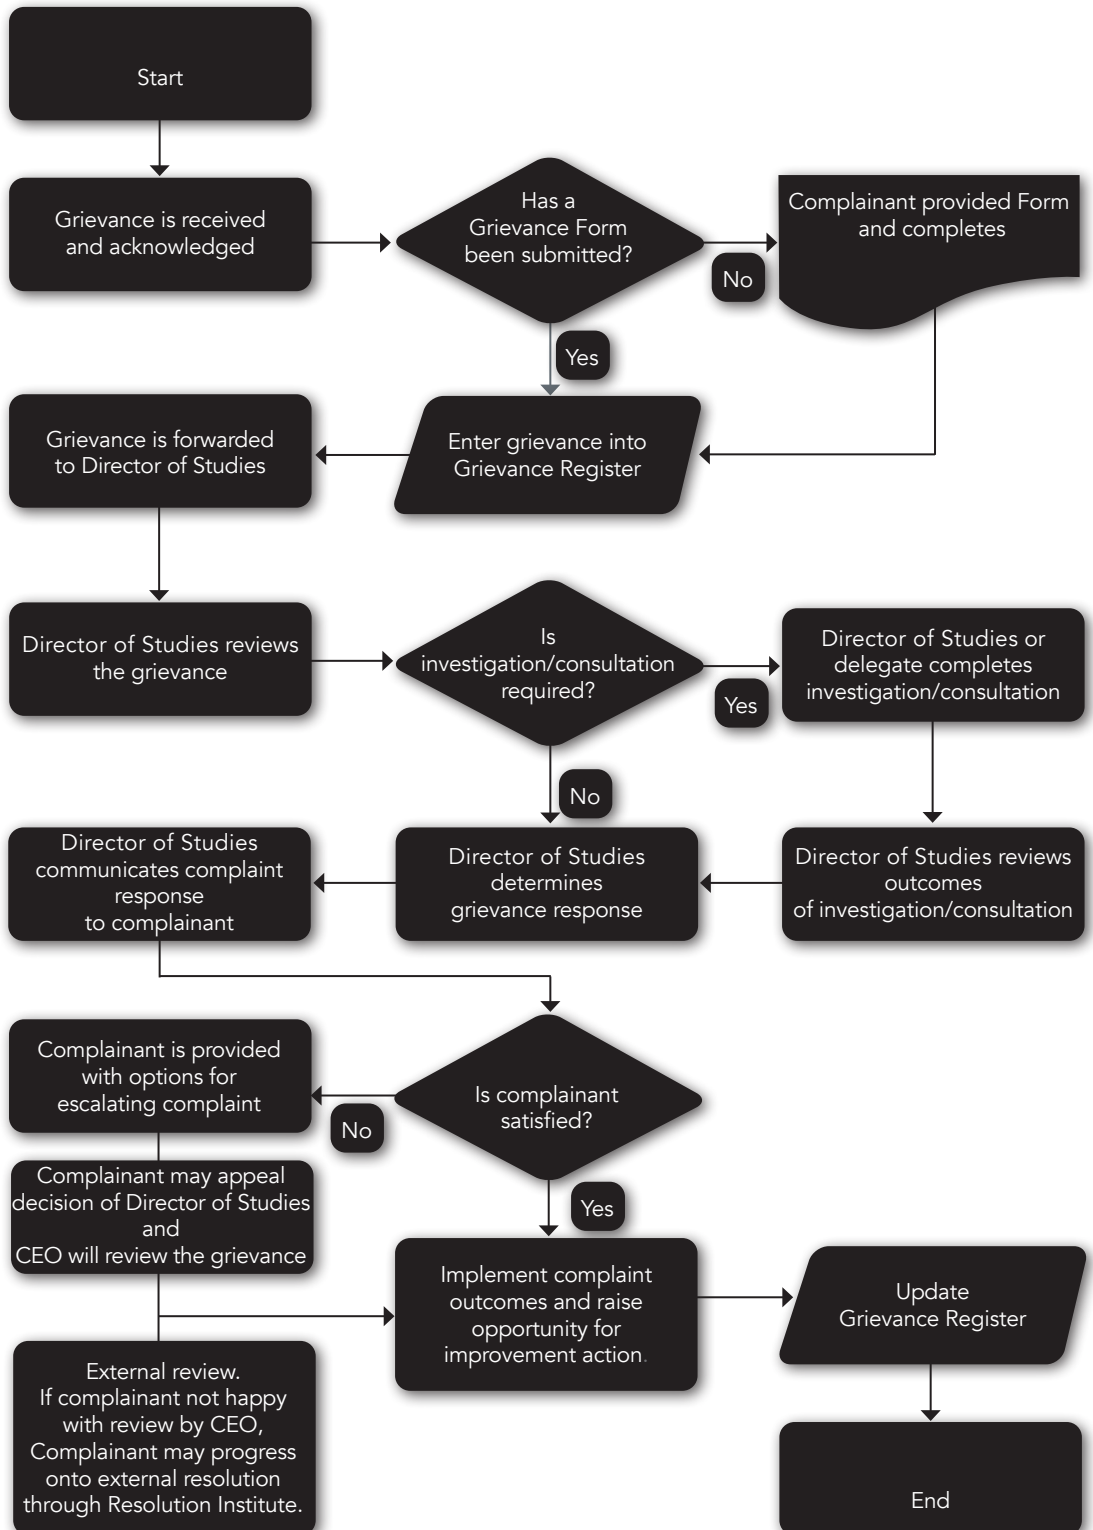 Start
Grievance is received
and acknowledged
Has a
Grievance Form
been submitted?
No
Complainant provided Form
and completes
Yes
Enter grievance into
Grievance Register
Grievance is forwarded
to Director of Studies
Director of Studies reviews
the grievance
Is
investigation/consultation
required?
Yes
Director of Studies or
delegate completes
investigation/consultation
No
Director of Studies reviews
outcomes
of investigation/consultation
Director of Studies
determines
grievance response
Director of Studies
communicates complaint
response
to complainant
Is complainant
satisfied?
No
Complainant is provided
with options for
escalating complaint
Complainant may appeal
decision of Director of Studies
and
CEO will review the grievance
Yes
Implement complaint
outcomes and raise
opportunity for
improvement action.
External review.
If complainant not happy
with review by CEO,
Complainant may progress
onto external resolution
through Resolution Institute.
Update
Grievance Register
End